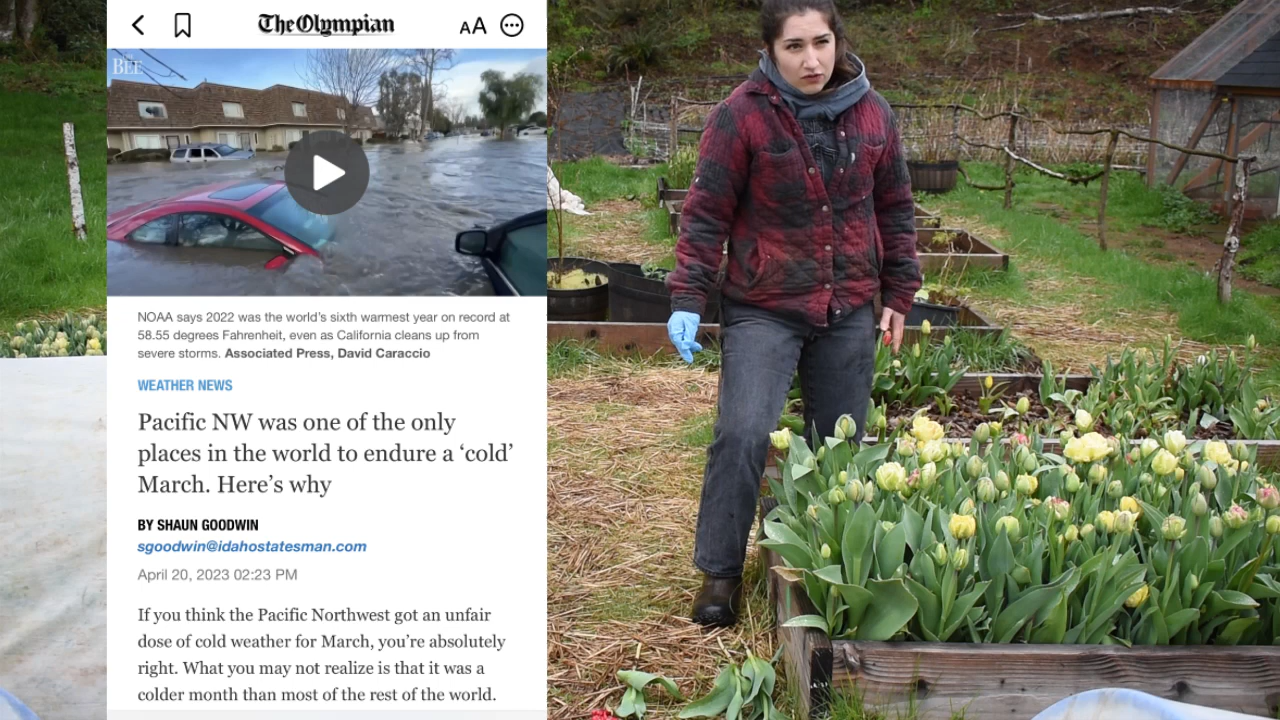 The Olympian
AA
BEE
NOAA says 2022 was the world's sixth warmest year on record at
58.55 degrees Fahrenheit, even as California cleans up from
severe storms. Associated Press, David Caraccio
WEATHER NEWS
Pacific NW was one of the only
places in the world to endure a ‘cold’
March. Here’s why
BY SHAUN GOODWIN
sgoodwin@idahostatesman.com
April 20, 2023 02:23 PM
If you think the Pacific Northwest got an unfair
dose of cold weather for March, you’re absolutely
right. What you may not realize is that it was a
colder month than most of the rest of the world.